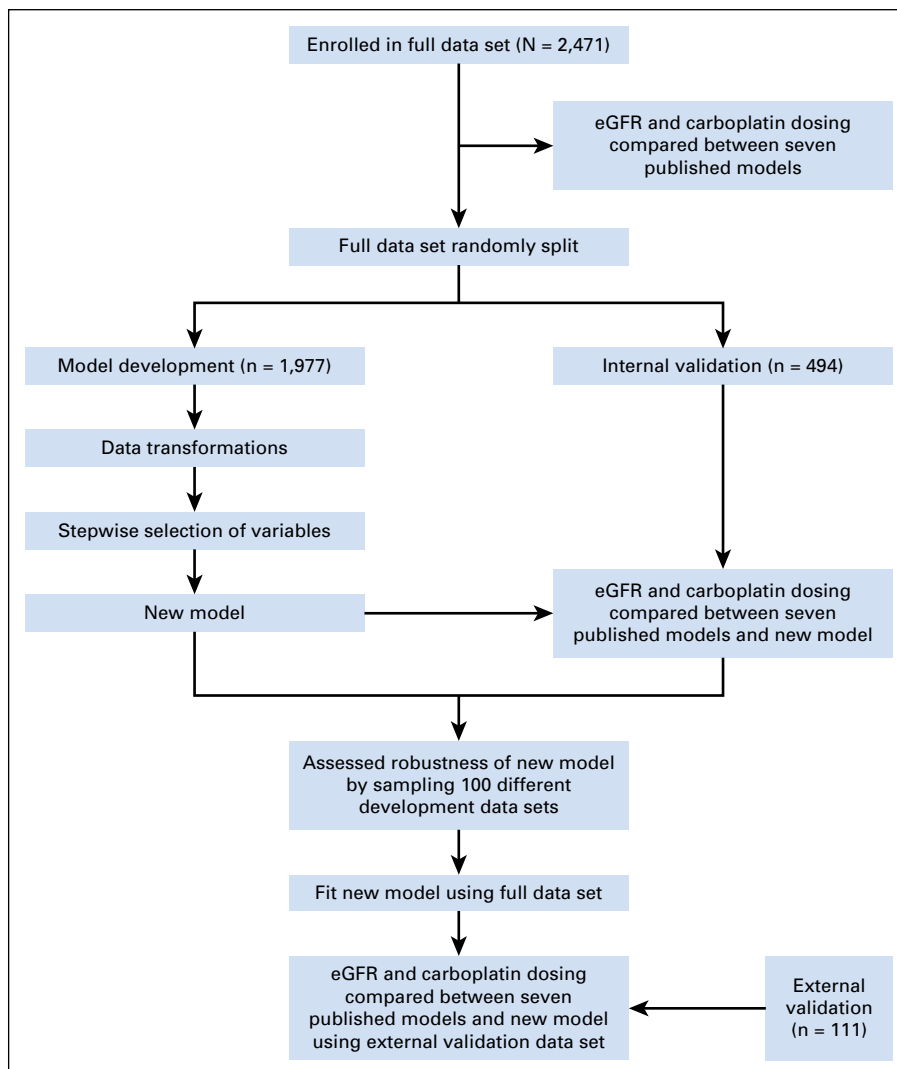 Enrolled in full data set (N = 2,471)
eGFR and carboplatin dosing
compared between seven
published models
Full data set randomly split
Model development (n = 1,977)
Internal validation (n = 494)
Data transformations
Stepwise selection of variables
New model
eGFR and carboplatin dosing
compared between seven
published models and new model
Assessed robustness of new model
by sampling 100 different
development data sets
Fit new model using full data set
eGFR and carboplatin dosing
compared between seven
published models and new model
using external validation data set
External
validation
(n = 111)